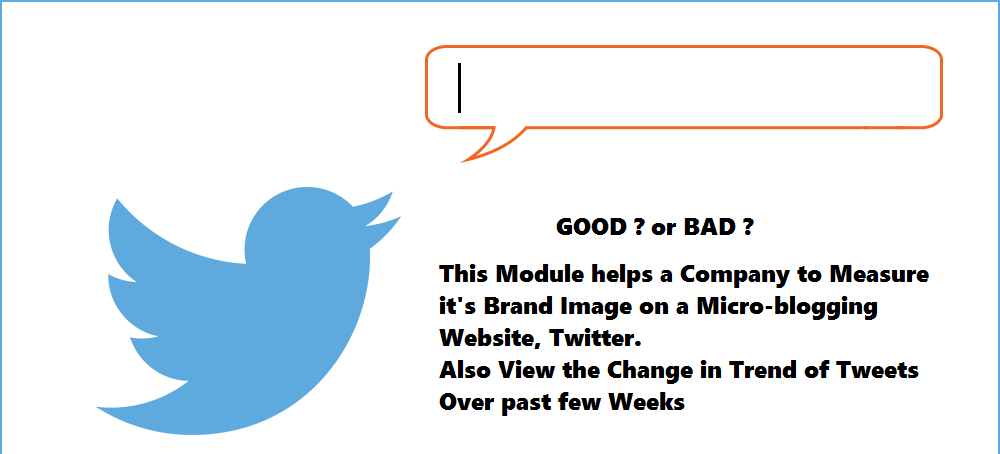 GOOD ? or BAD ?
This Module helps a Company to Measure
it's Brand Image on a Micro-blogging
Website, Twitter.
Also View the Change in Trend of Tweets
Over past few Weeks